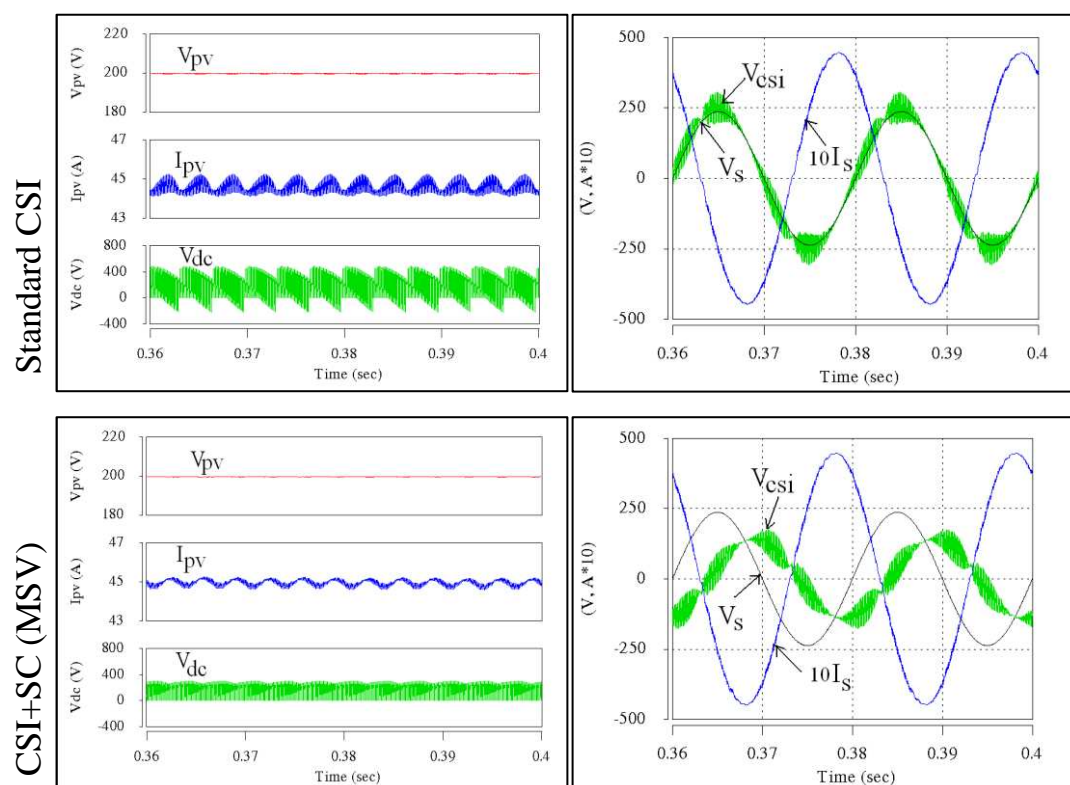 Standard CSI
Vpv (V)
220
200
180
Vpv
Ipv (A)
47
45
43
Ipv
Vdc (V)
800
400
0
-400
Vdc
0.36
0.37
0.38
0.39
0.4
Time (sec)
(V, A*10)
500
250
0
-250
-500
Vcsi
Vs
10Is
0.36
0.37
0.38
0.39
0.4
Time (sec)
CSI+SC (MSV)
Vpv (V)
220
200
180
Vpv
Ipv (A)
47
45
43
Ipv
Vdc (V)
800
400
0
-400
Vdc
0.36
0.37
0.38
0.39
0.4
Time (sec)
(V, A*10)
500
250
0
-250
-500
Vcsi
Vs
10Is
0.36
0.37
0.38
0.39
0.4
Time (sec)